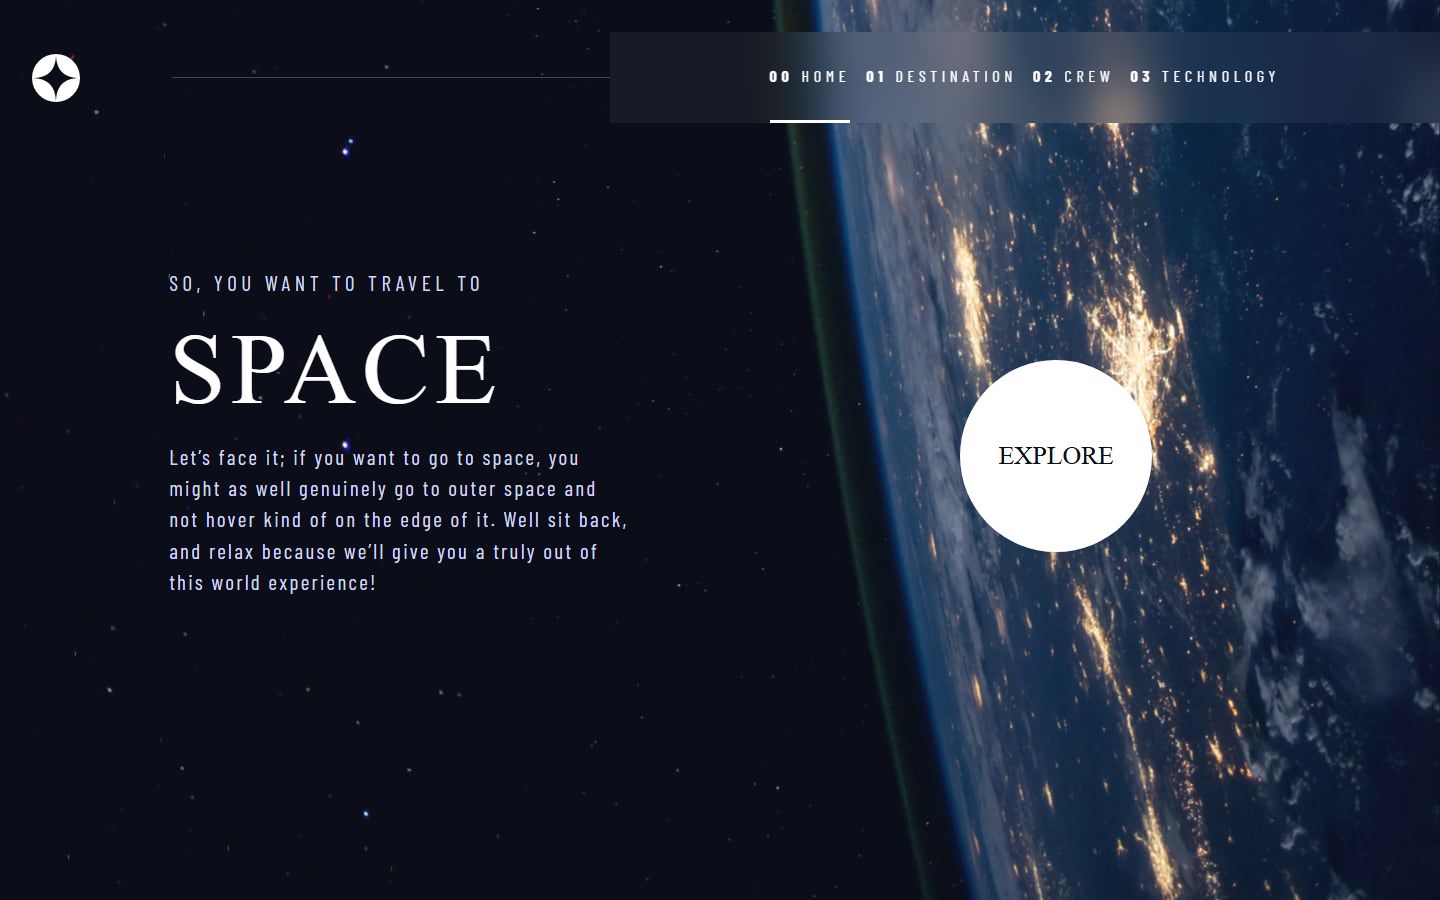 00 HOME 01 DESTINATION 02 CREW 03 TECHNOLOGY
SO, YOU WANT TO TRAVEL TO
SPACE
Let’s face it; if you want to go to space, you
might as well genuinely go to outer space and
not hover kind of on the edge of it. Well sit back,
and relax because we’ll give you a truly out of
this world experience!
EXPLORE